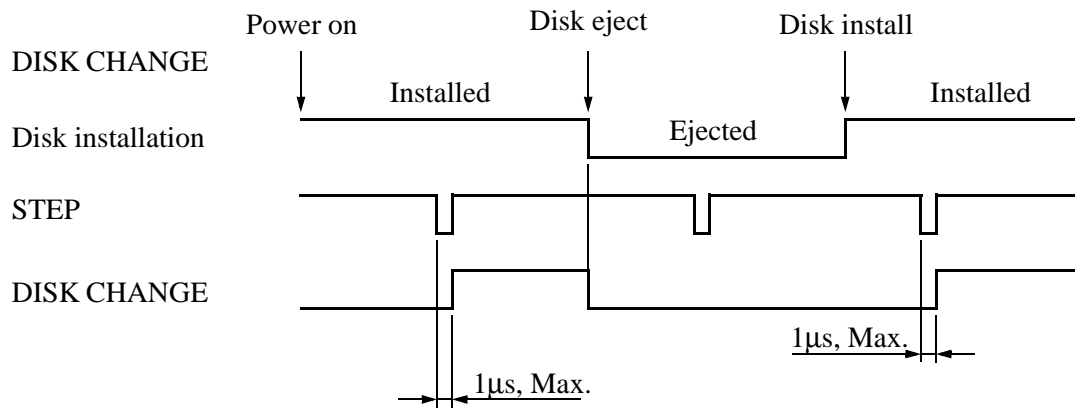 Power on
Disk eject
Disk install
DISK CHANGE
Installed
Installed
Disk installation
Ejected
STEP
DISK CHANGE
1μs, Max.
1μs, Max.